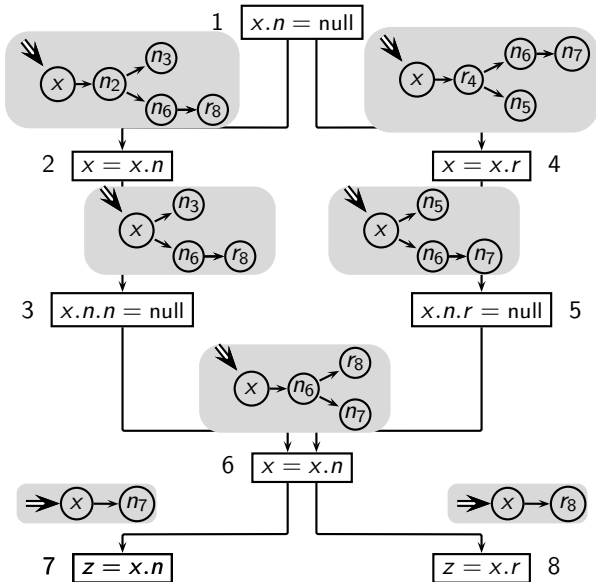 1 x.n = null
n3 n6 n7
x n2 x r4
n6 r8 n5
2 x = x.n x = x.r 4
n3 n5
x x
n6 r8 n6 n7
3 x.n.n = null x.n.r = null 5
r8
x n6
n7
6 x = x.n
x n7 x r8
7 z = x.n z = x.r 8